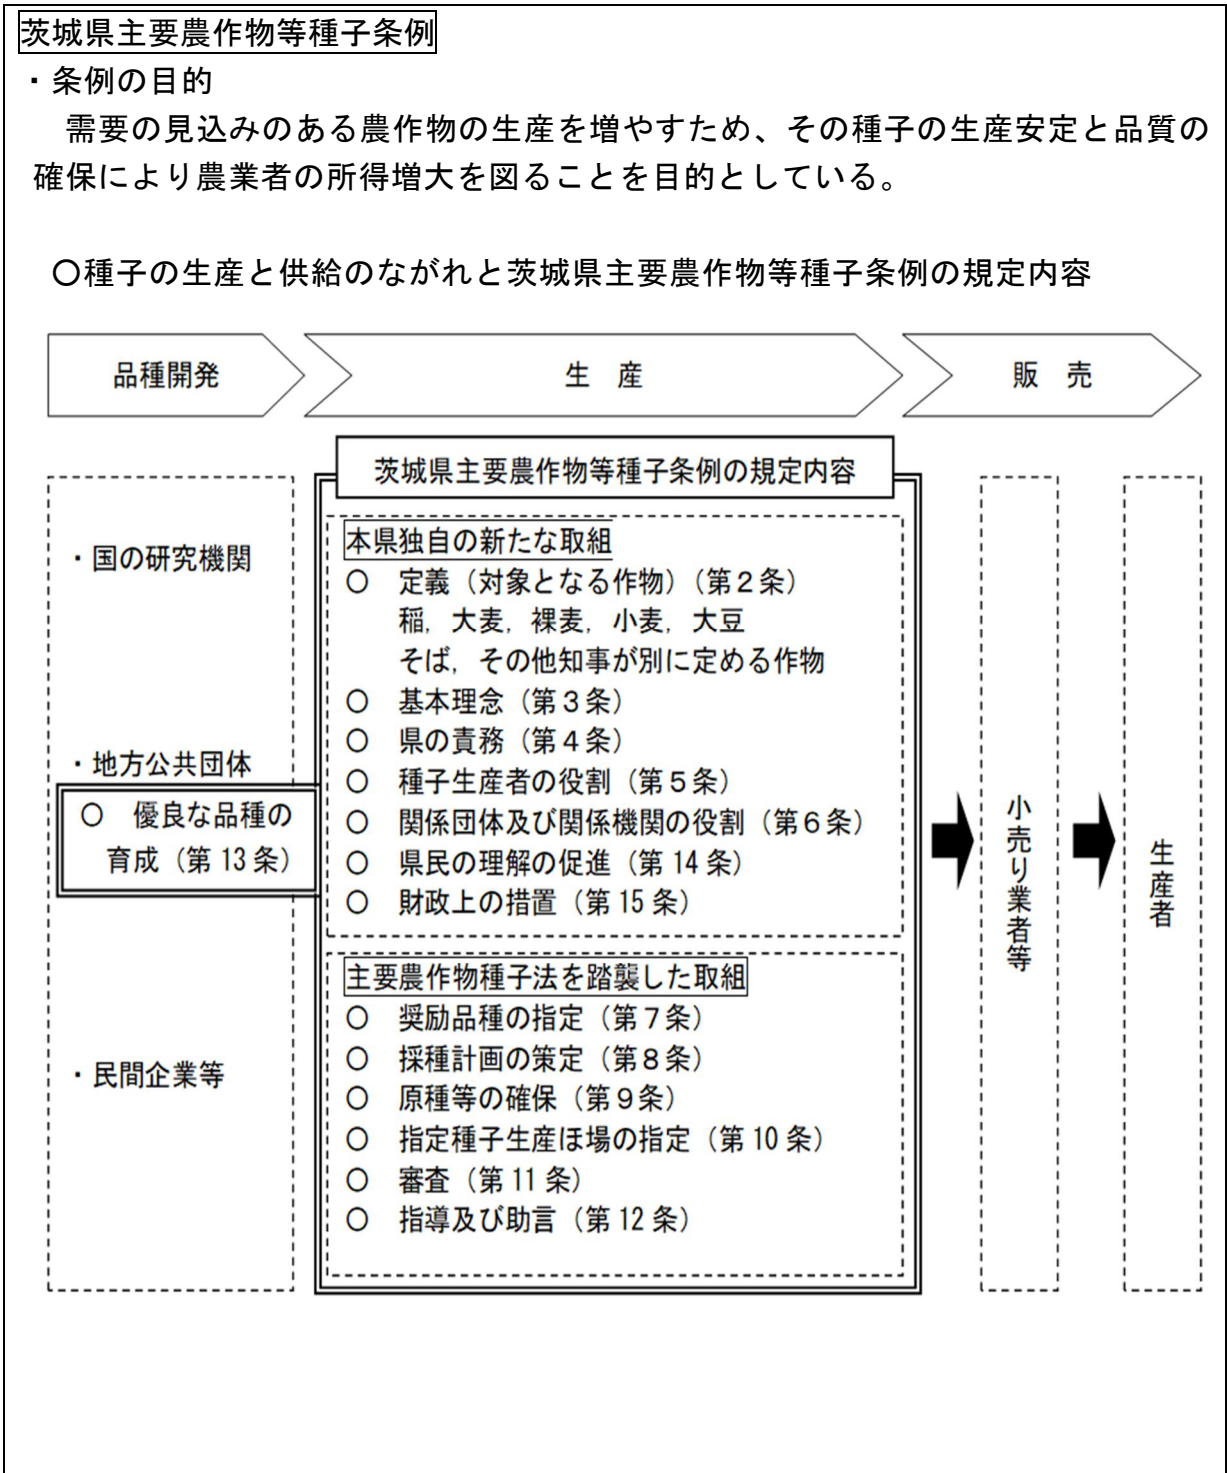 茨城県主要農作物等種子条例
・条例の目的
需要の見込みのある農作物の生産を増やすため、その種子の生産安定と品質の
確保により農業者の所得増大を図ることを目的としている。
〇種子の生産と供給のながれと茨城県主要農作物等種子条例の規定内容
品種開発
生 産
販 売
・国の研究機関
・地方公共団体
〇 優良な品種の
育成（第 13 条）
・民間企業等
茨城県主要農作物等種子条例の規定内容
本県独自の新たな取組
〇 定義（対象となる作物）（第２条）
稲，大麦，裸麦，小麦，大豆
そば，その他知事が別に定める作物
〇 基本理念（第３条）
〇 県の責務（第４条）
〇 種子生産者の役割（第５条）
〇 関係団体及び関係機関の役割（第６条）
〇 県民の理解の促進（第 14 条）
〇 財政上の措置（第 15 条）
主要農作物種子法を踏襲した取組
〇 奨励品種の指定（第７条）
〇 採種計画の策定（第８条）
〇 原種等の確保（第９条）
〇 指定種子生産ほ場の指定（第 10 条）
〇 審査（第 11 条）
〇 指導及び助言（第 12 条）
小売り業者等
生産者